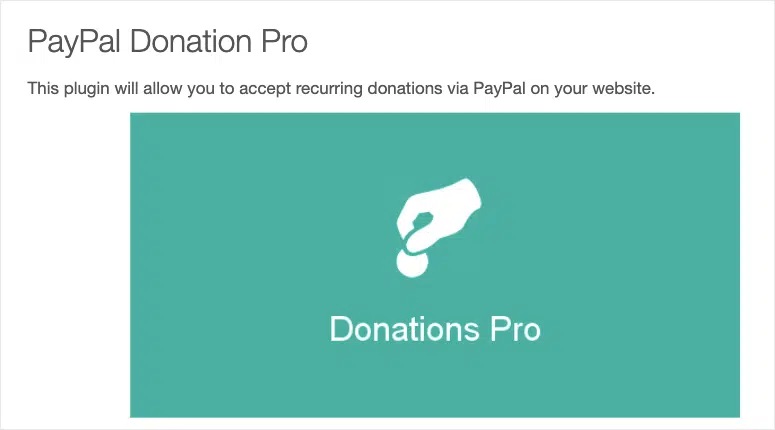 PayPal Donation Pro
This plugin will allow you to accept recurring donations via PayPal on your website.
Donations Pro